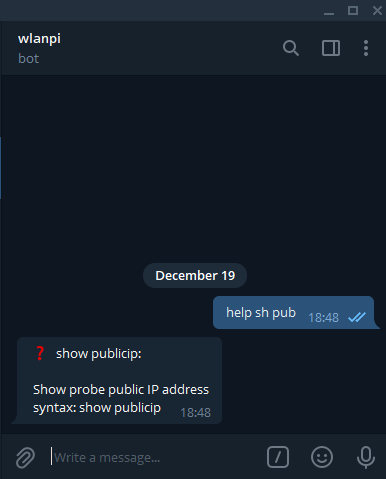 wlanpi
bot
December 19
help sh pub 18:48
❓ show publicip:
Show probe public IP address
syntax: show publicip 18:48
Write a message...